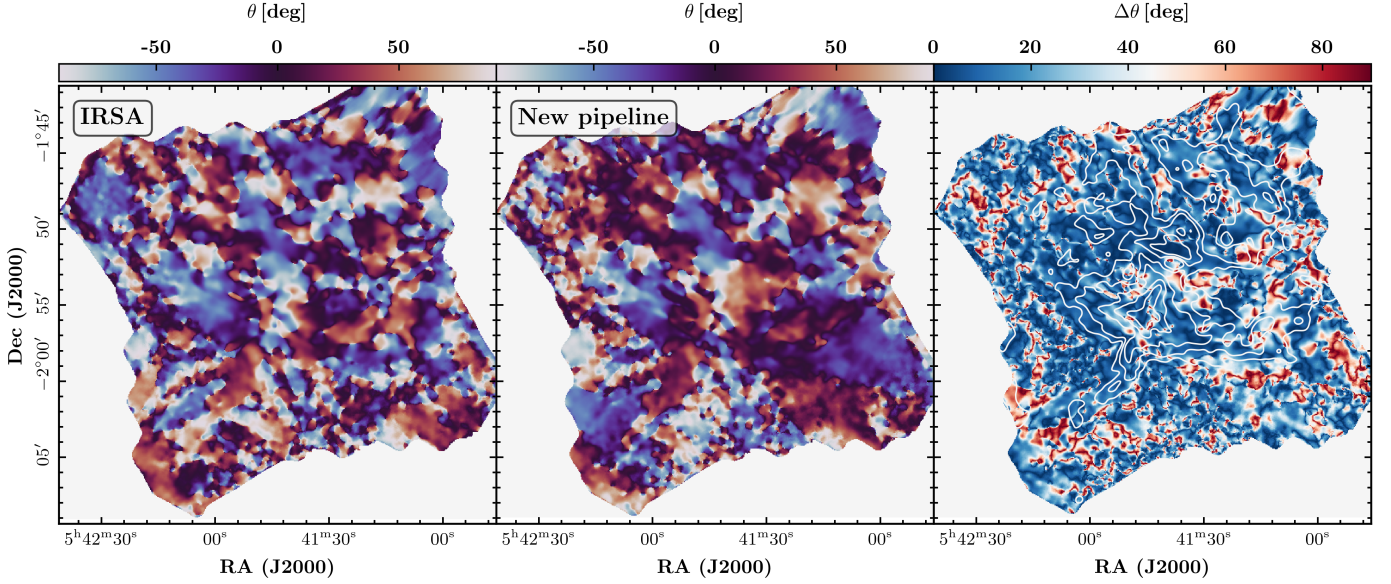 θ [deg]
θ [deg]
Δθ [deg]
-50
0
50
-50
0
50
0
20
40
60
80
IRSA
New pipeline
−1°45′
50′
55′
−2°00′
05′
Dec (J2000)
5ʰ42ᵐ30ˢ
00ˢ
41ᵐ30ˢ
00ˢ
5ʰ42ᵐ30ˢ
00ˢ
41ᵐ30ˢ
00ˢ
5ʰ42ᵐ30ˢ
00ˢ
41ᵐ30ˢ
00ˢ
RA (J2000)
RA (J2000)
RA (J2000)